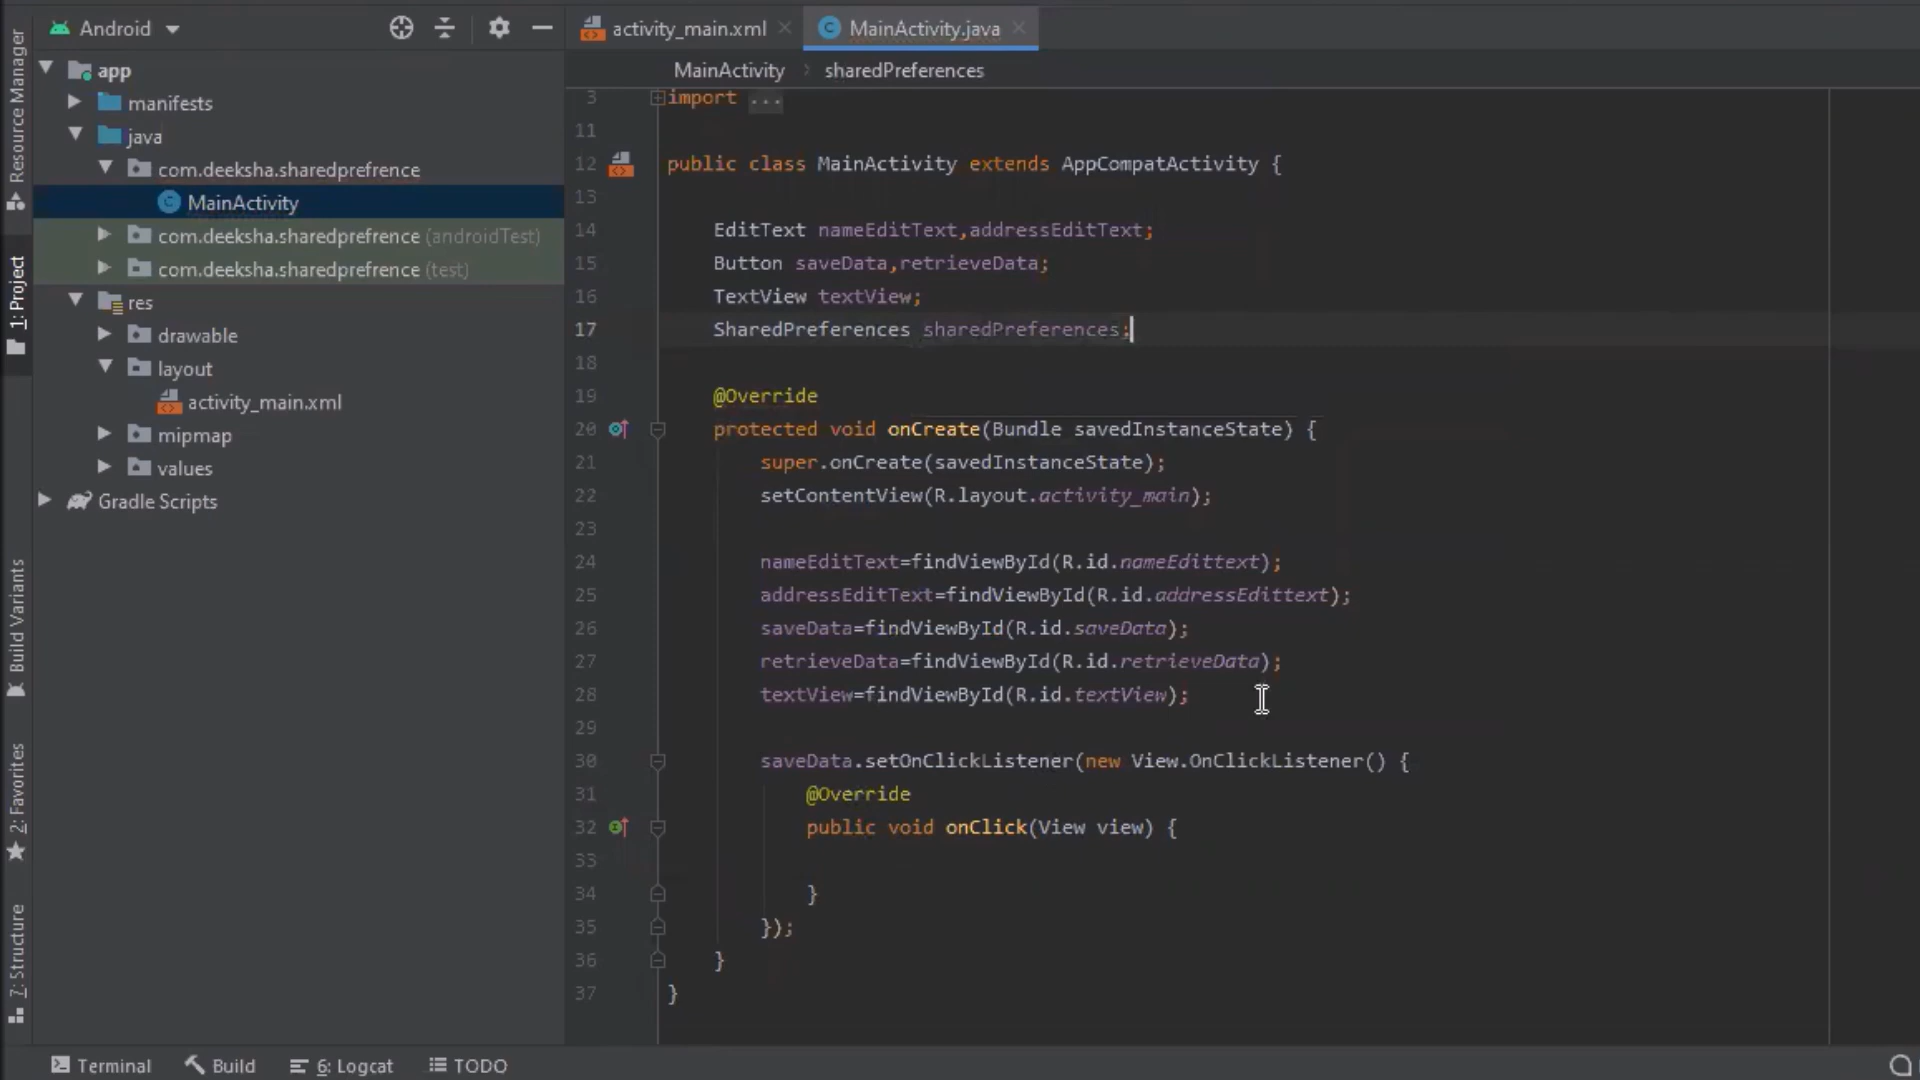 Android
activity_main.xml
MainActivity.java
MainActivity
sharedPreferences
Resource Manager
1: Project
Build Variants
2: Favorites
7: Structure
app
manifests
java
com.deeksha.sharedprefrence
MainActivity
com.deeksha.sharedprefrence (androidTest)
com.deeksha.sharedprefrence (test)
res
drawable
layout
activity_main.xml
mipmap
values
Gradle Scripts
3 import ...
11
12 public class MainActivity extends AppCompatActivity {
13
14 EditText nameEditText,addressEditText;
15 Button saveData,retrieveData;
16 TextView textView;
17 SharedPreferences sharedPreferences;
18
19 @Override
20 protected void onCreate(Bundle savedInstanceState) {
21 super.onCreate(savedInstanceState);
22 setContentView(R.layout.activity_main);
23
24 nameEditText=findViewById(R.id.nameEdittext);
25 addressEditText=findViewById(R.id.addressEdittext);
26 saveData=findViewById(R.id.saveData);
27 retrieveData=findViewById(R.id.retrieveData);
28 textView=findViewById(R.id.textView);
29
30 saveData.setOnClickListener(new View.OnClickListener() {
31 @Override
32 public void onClick(View view) {
33
34 }
35 });
36 }
37 }
Terminal
Build
6: Logcat
TODO